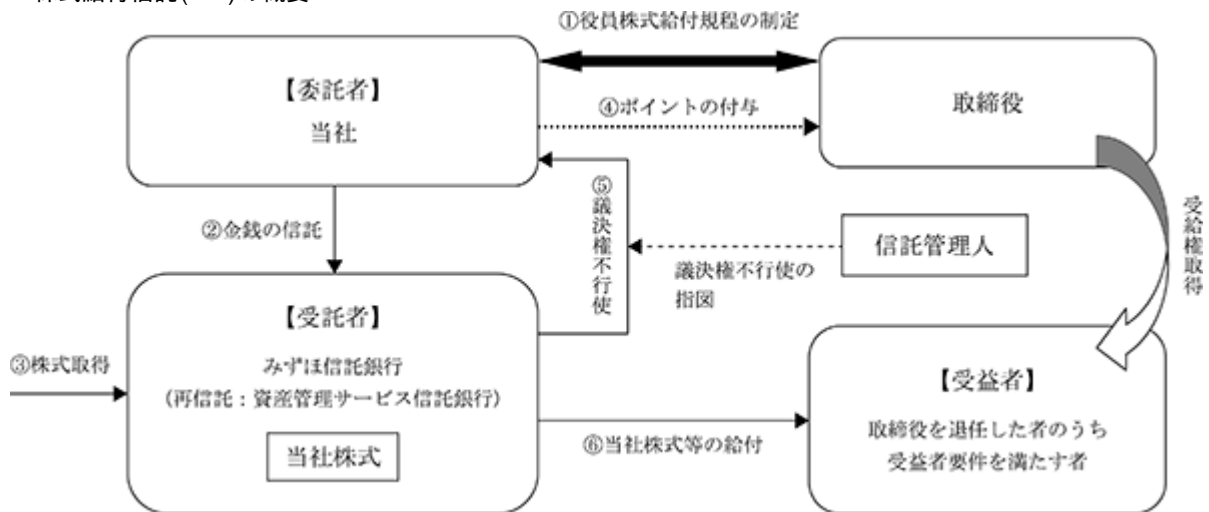 ①役員株式給付規程の制定
【委託者】
当社
④ポイントの付与
取締役
②金銭の信託
⑤議決権不行使
議決権不行使の
指図
信託管理人
受給権取得
③株式取得
【受託者】
みずほ信託銀行
(再信託:資産管理サービス信託銀行)
当社株式
⑥当社株式等の給付
【受益者】
取締役を退任した者のうち
受益者要件を満たす者